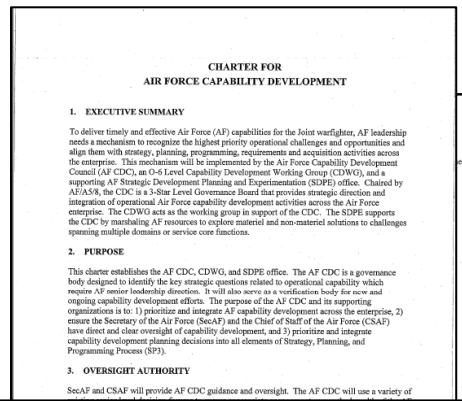 CHARTER FOR
AIR FORCE CAPABILITY DEVELOPMENT
1. EXECUTIVE SUMMARY
To deliver timely and effective Air Force (AF) capabilities for the Joint warfighter, AF leadership
needs a mechanism to recognize the highest priority operational challenges and opportunities and
align them with strategy, planning, programming, requirements and acquisition activities across
the enterprise. This mechanism will be implemented by the Air Force Capability Development
Council (AF CDC), an O-6 Level Capability Development Working Group (CDWG), and a
supporting AF Strategic Development Planning and Experimentation (SDPE) office. Chaired by
AF/A5/8, the CDC is a 3-Star Level Governance Board that provides strategic direction and
integration of operational Air Force capability development activities across the Air Force
enterprise. The CDWG acts as the working group in support of the CDC. The SDPE supports
the CDC by marshaling AF resources to explore materiel and non-materiel solutions to challenges
spanning multiple domains or service core functions.
2. PURPOSE
This charter establishes the AF CDC, CDWG, and SDPE office. The AF CDC is a governance
body designed to identify the key strategic questions related to operational capability which
require AF senior leadership direction. It will also serve as a verification body for new and
ongoing capability development efforts. The purpose of the AF CDC and its supporting
organizations is to: 1) prioritize and integrate AF capability development across the enterprise, 2)
ensure the Secretary of the Air Force (SecAF) and the Chief of Staff of the Air Force (CSAF)
have direct and clear oversight of capability development, and 3) prioritize and integrate
capability development planning decisions into all elements of Strategy, Planning, and
Programming Process (SP3).
3. OVERSIGHT AUTHORITY
SecAF and CSAF will provide AF CDC guidance and oversight. The AF CDC will use a variety of